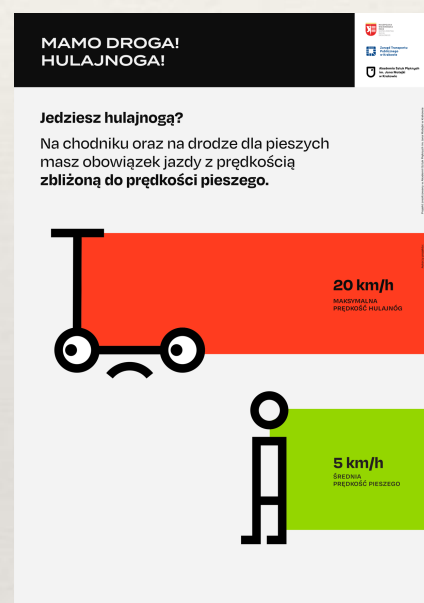 MAMO DROGA!
HULAJNOGA!
Zarząd Transportu
Publicznego
w Krakowie
Akademia Sztuk Pięknych
im. Jana Matejki
w Krakowie
Jedziesz hulajnogą?
Na chodniku oraz na drodze dla pieszych
masz obowiązek jazdy z prędkością
zbliżoną do prędkości pieszego.
20 km/h
MAKSYMALNA
PRĘDKOŚĆ HULAJNÓG
5 km/h
ŚREDNIA
PRĘDKOŚĆ PIESZEGO